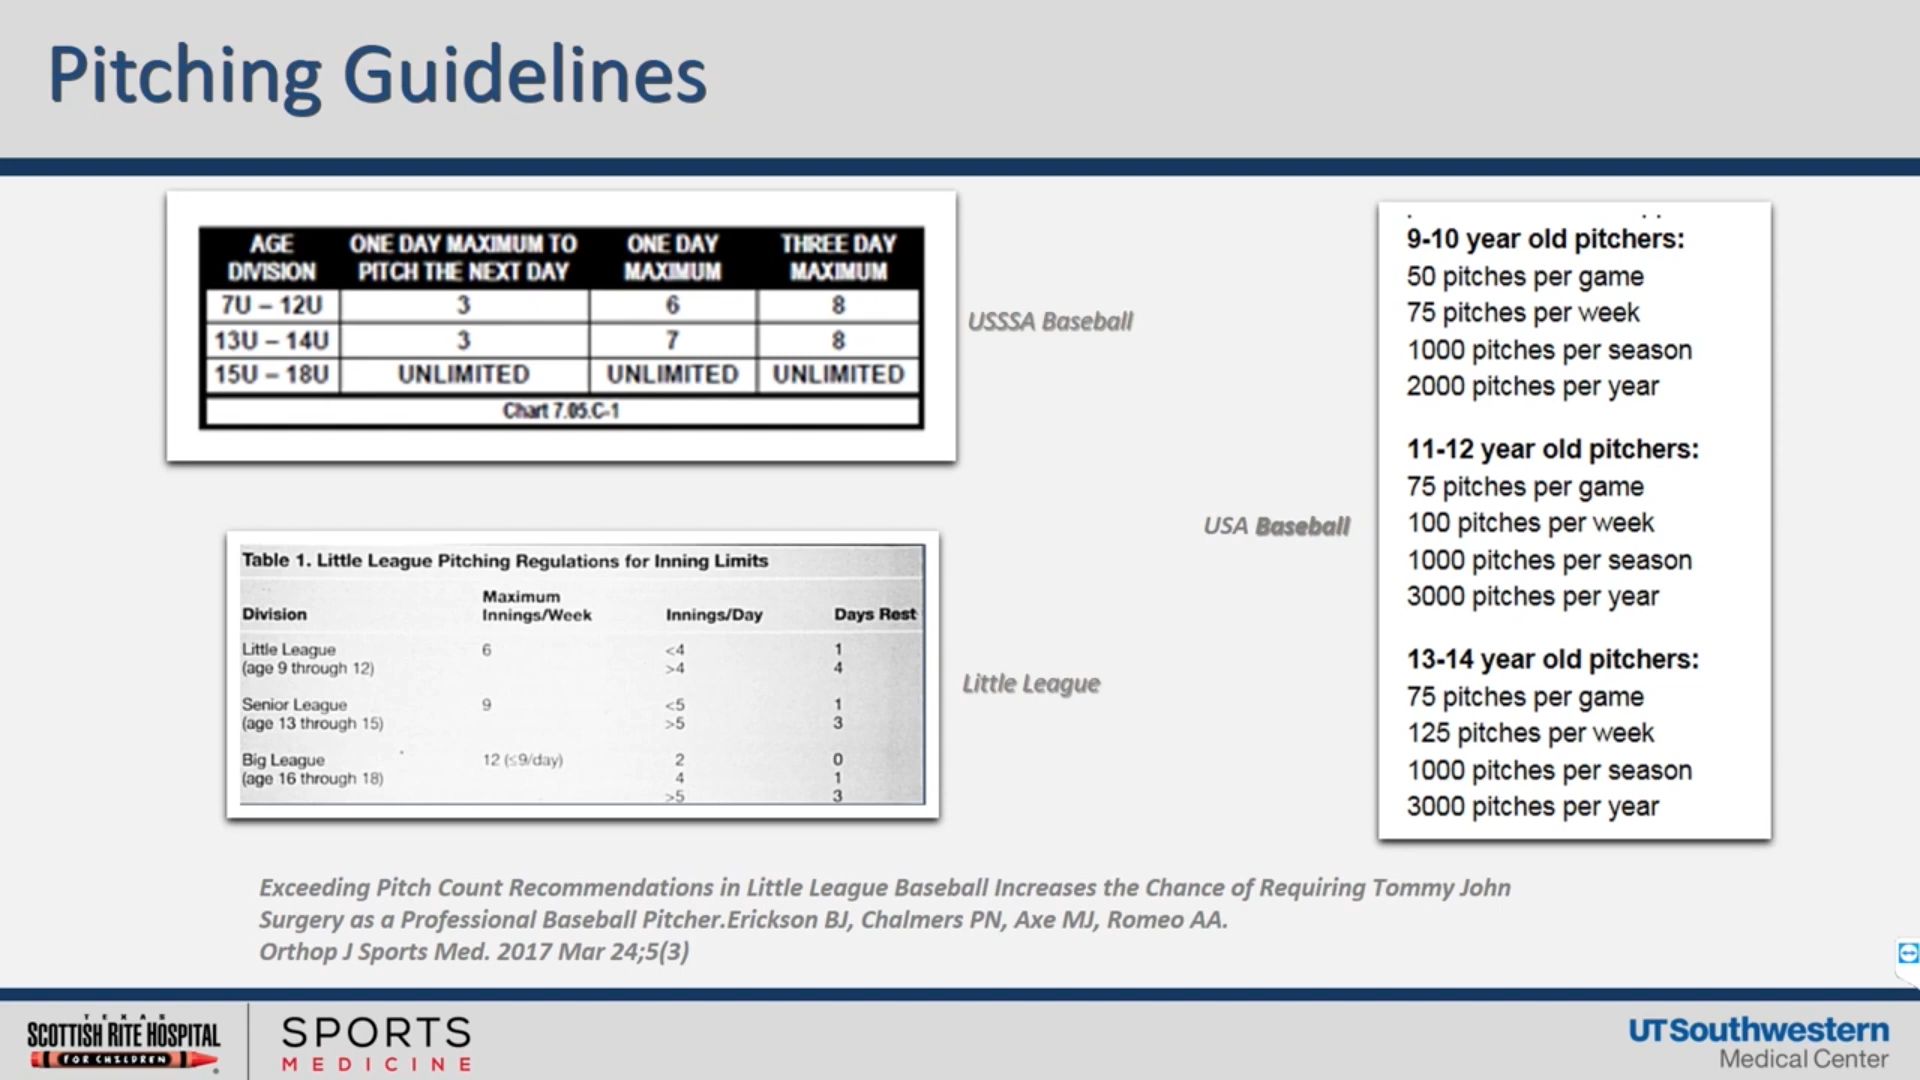 Pitching Guidelines
AGE DIVISION | ONE DAY MAXIMUM TO PITCH THE NEXT DAY | ONE DAY MAXIMUM | THREE DAY MAXIMUM
7U – 12U | 3 | 6 | 8
13U – 14U | 3 | 7 | 8
15U – 18U | UNLIMITED | UNLIMITED | UNLIMITED
Chart 7.05.C-1
USSSA Baseball
Table 1. Little League Pitching Regulations for Inning Limits
Division | Maximum Innings/Week | Innings/Day | Days Rest
Little League | 6 | <4 | 1
(age 9 through 12) | >4 | 4
Senior League | 9 | <5 | 1
(age 13 through 15) | >5 | 3
Big League | 12 (≤9/day) | 2 | 0
(age 16 through 18) | 4 | 1
>5 | 3
Little League
USA Baseball
9-10 year old pitchers:
50 pitches per game
75 pitches per week
1000 pitches per season
2000 pitches per year
11-12 year old pitchers:
75 pitches per game
100 pitches per week
1000 pitches per season
3000 pitches per year
13-14 year old pitchers:
75 pitches per game
125 pitches per week
1000 pitches per season
3000 pitches per year
Exceeding Pitch Count Recommendations in Little League Baseball Increases the Chance of Requiring Tommy John
Surgery as a Professional Baseball Pitcher.Erickson BJ, Chalmers PN, Axe MJ, Romeo AA.
Orthop J Sports Med. 2017 Mar 24;5(3)
TEXAS
SCOTTISH RITE HOSPITAL
FOR CHILDREN
SPORTS
MEDICINE
UT Southwestern
Medical Center